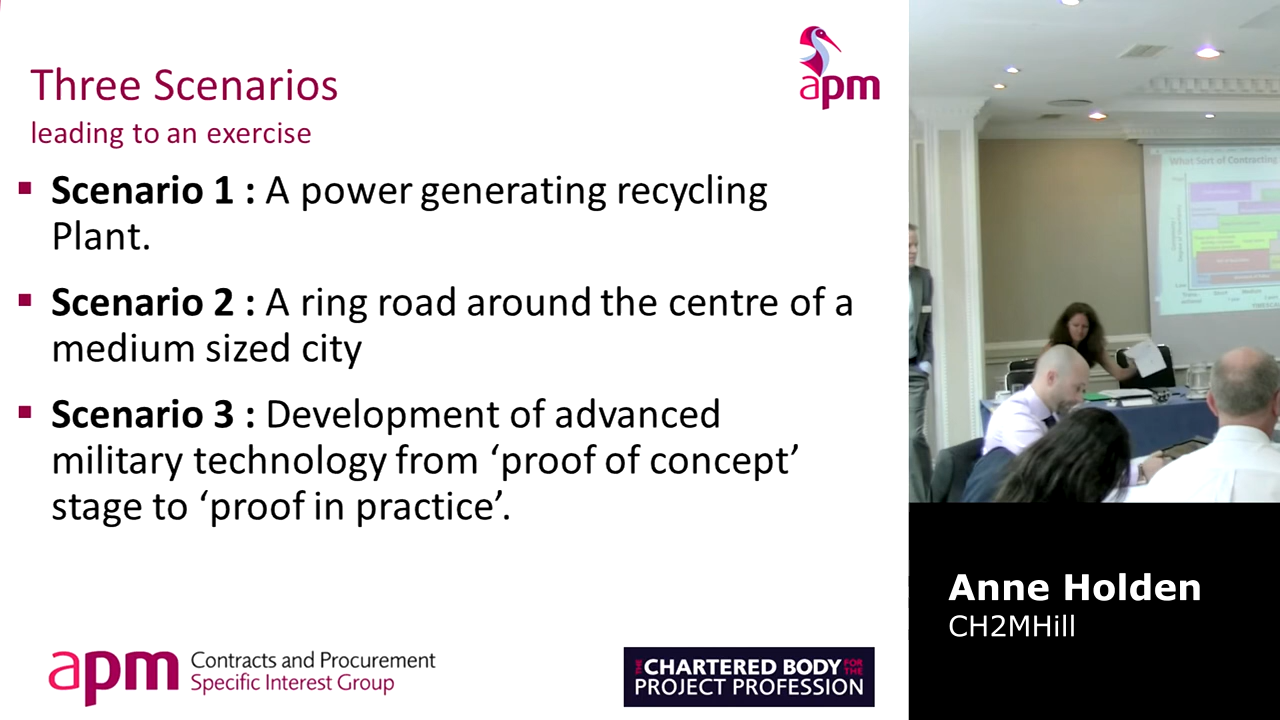 Three Scenarios
leading to an exercise
apm
▪ Scenario 1 : A power generating recycling
Plant.
▪ Scenario 2 : A ring road around the centre of a
medium sized city
▪ Scenario 3 : Development of advanced
military technology from ‘proof of concept’
stage to ‘proof in practice’.
apm Contracts and Procurement
Specific Interest Group
THE CHARTERED BODY FOR THE
PROJECT PROFESSION
What Sort of Contracting
Anne Holden
CH2MHill